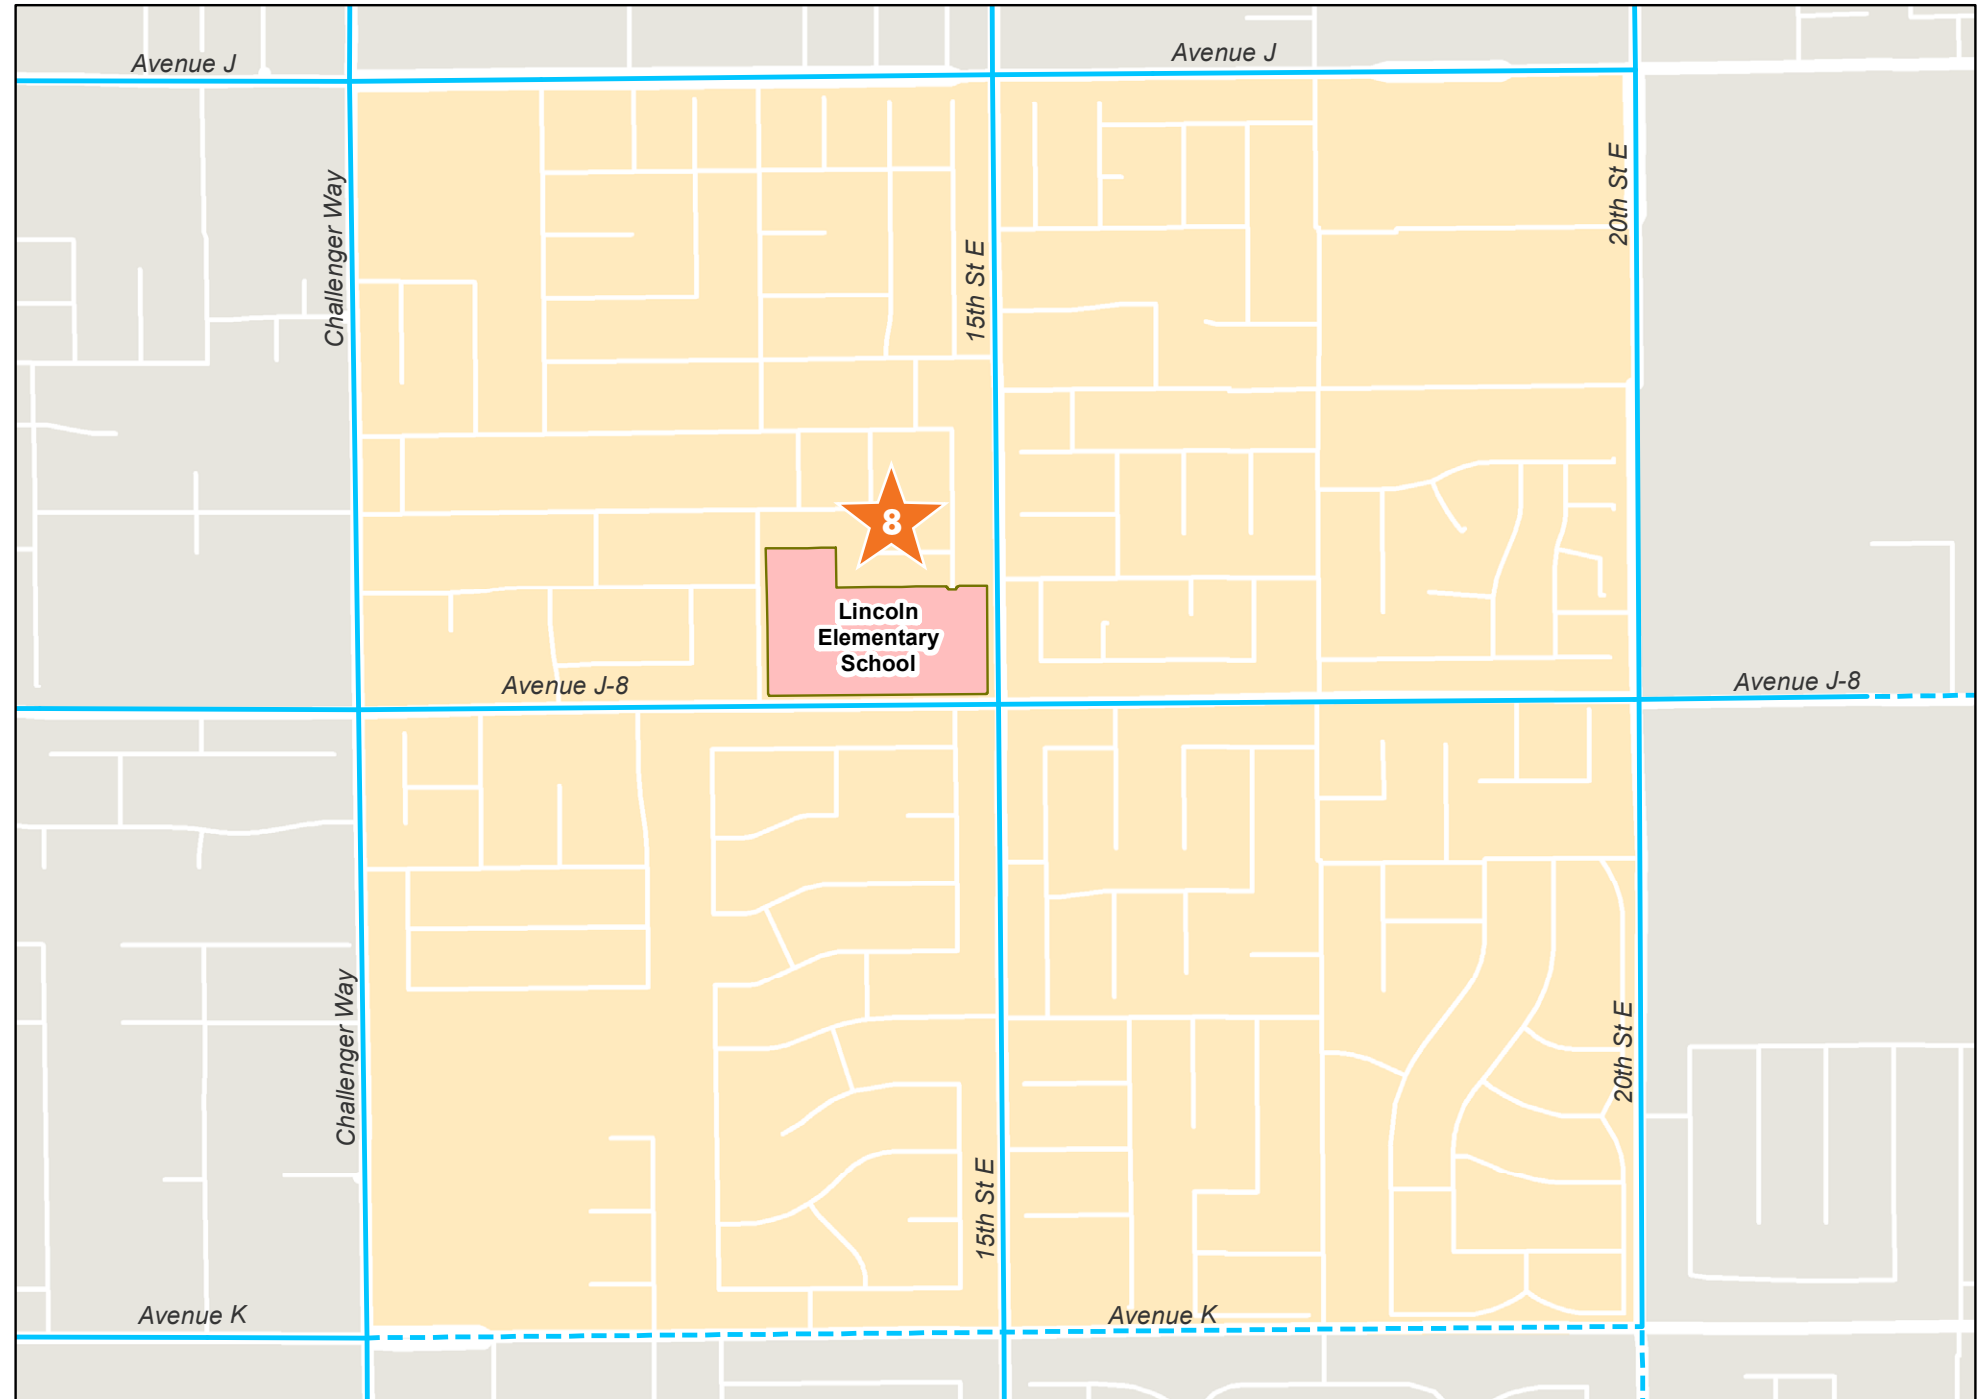 Avenue J
Avenue J
Challenger Way
15th St E
20th St E
8
Lincoln
Elementary
School
Avenue J-8
Avenue J-8
Challenger Way
15th St E
20th St E
Avenue K
Avenue K